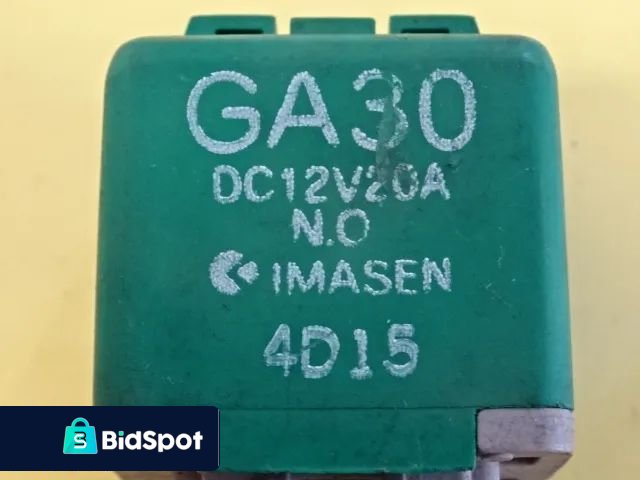 GA30
DC12V20A
N.O
IMASEN
4D15
BidSpot